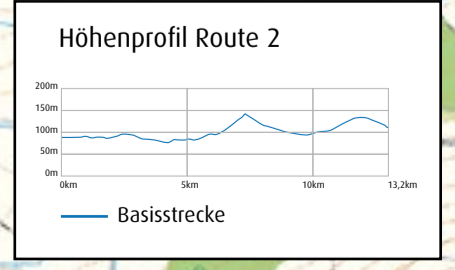 Höhenprofil Route 2
200m
150m
100m
50m
0m
0km 5km 10km 13,2km
Basisstrecke